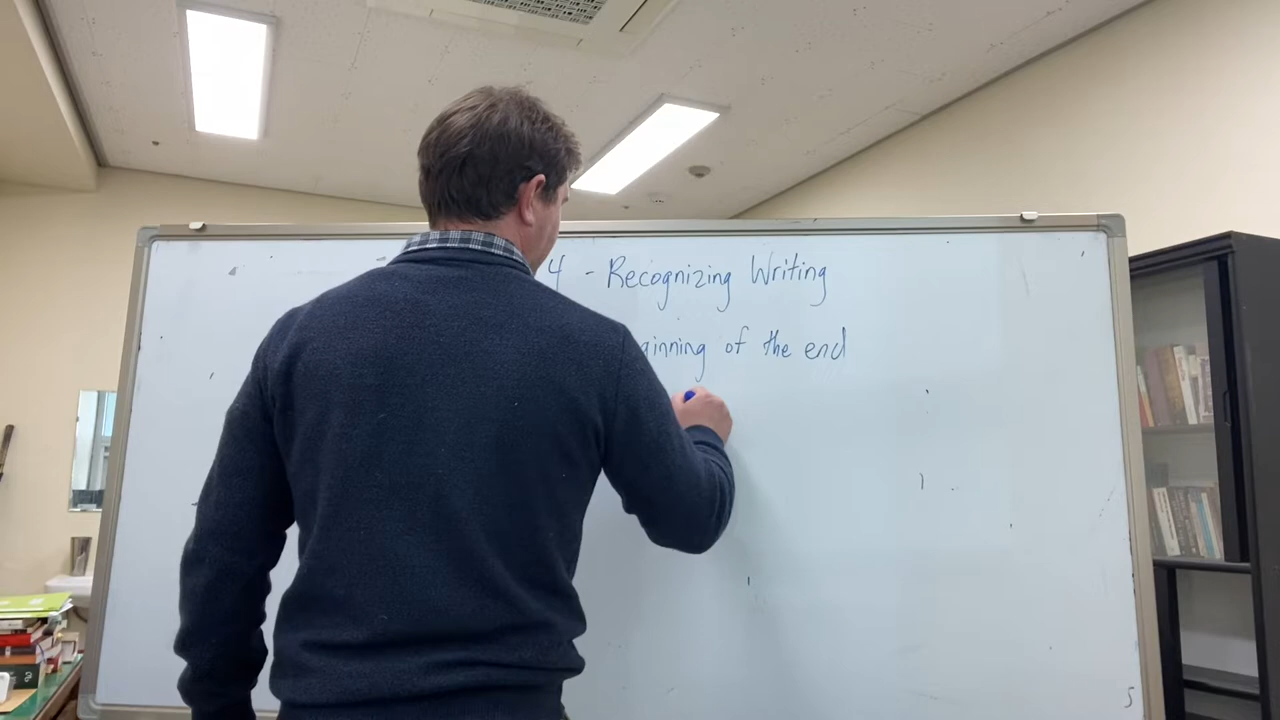 4 - Recognizing Writing
ginning of the end